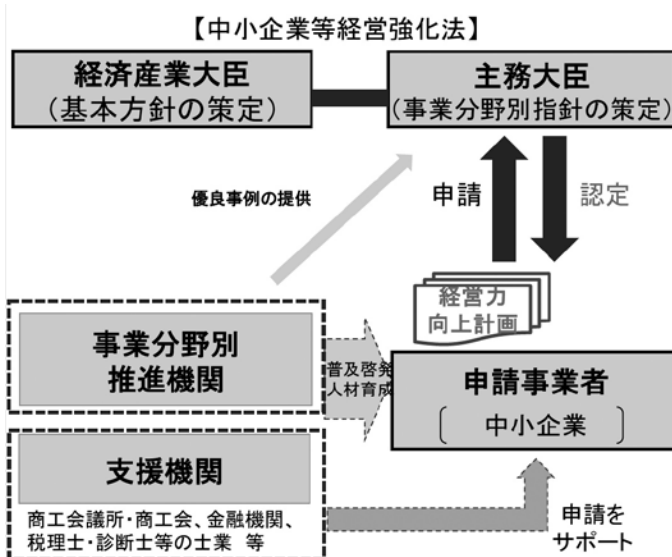 【中小企業等経営強化法】
経済産業大臣
（基本方針の策定）
主務大臣
（事業分野別指針の策定）
優良事例の提供
申請
認定
経営力
向上計画
事業分野別
推進機関
普及啓発
人材育成
申請事業者
〔 中小企業 〕
支援機関
商工会議所・商工会、金融機関、
税理士・診断士等の士業 等
申請を
サポート